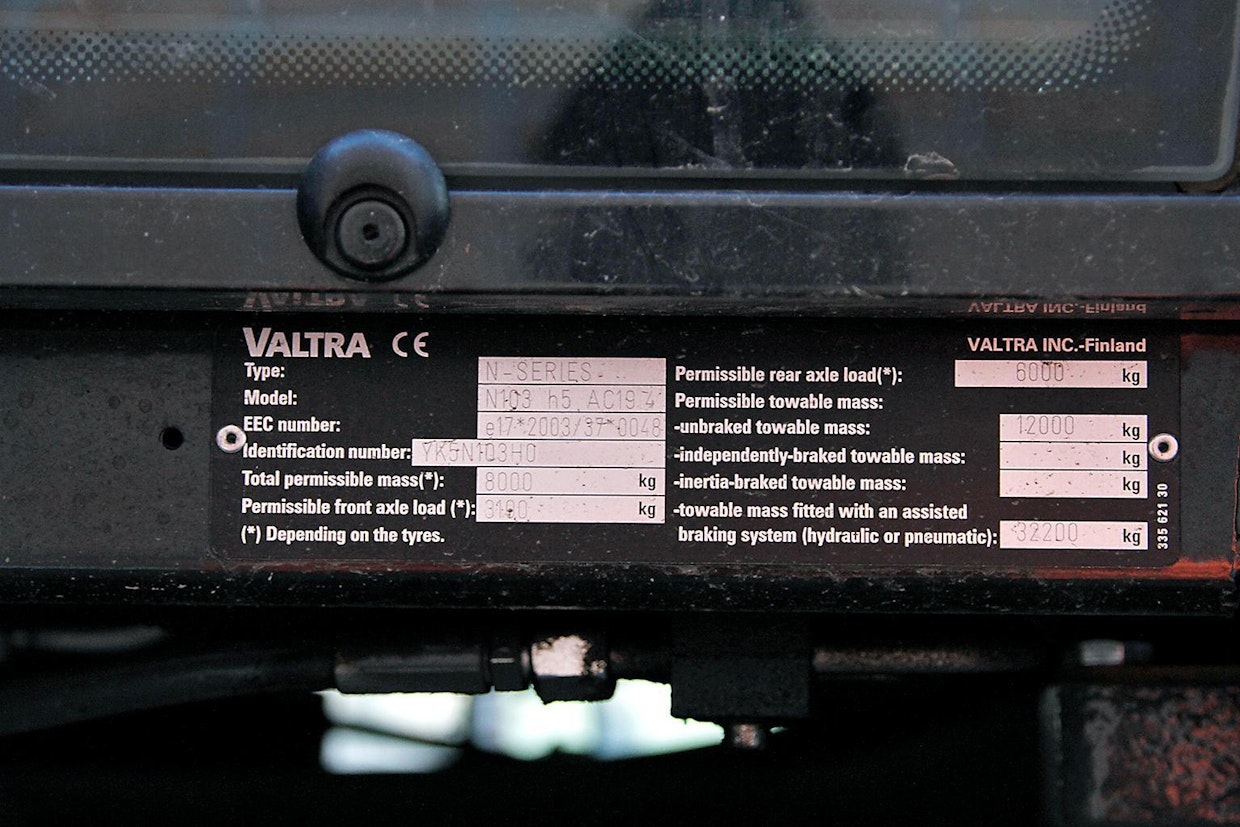 VALTRA CE
VALTRA INC.-Finland
Type: N-SERIES
Model: N103 h5 AC19.4
EEC number: e17*2003/37*0048
Identification number: YK5N103H0
Total permissible mass(*): 8000 kg
Permissible front axle load (*): 3100 kg
(*) Depending on the tyres.
Permissible rear axle load(*): 6000 kg
Permissible towable mass:
-unbraked towable mass: 12000 kg
-independently-braked towable mass: kg
-inertia-braked towable mass: kg
-towable mass fitted with an assisted
braking system (hydraulic or pneumatic): 32200 kg
335 621 30